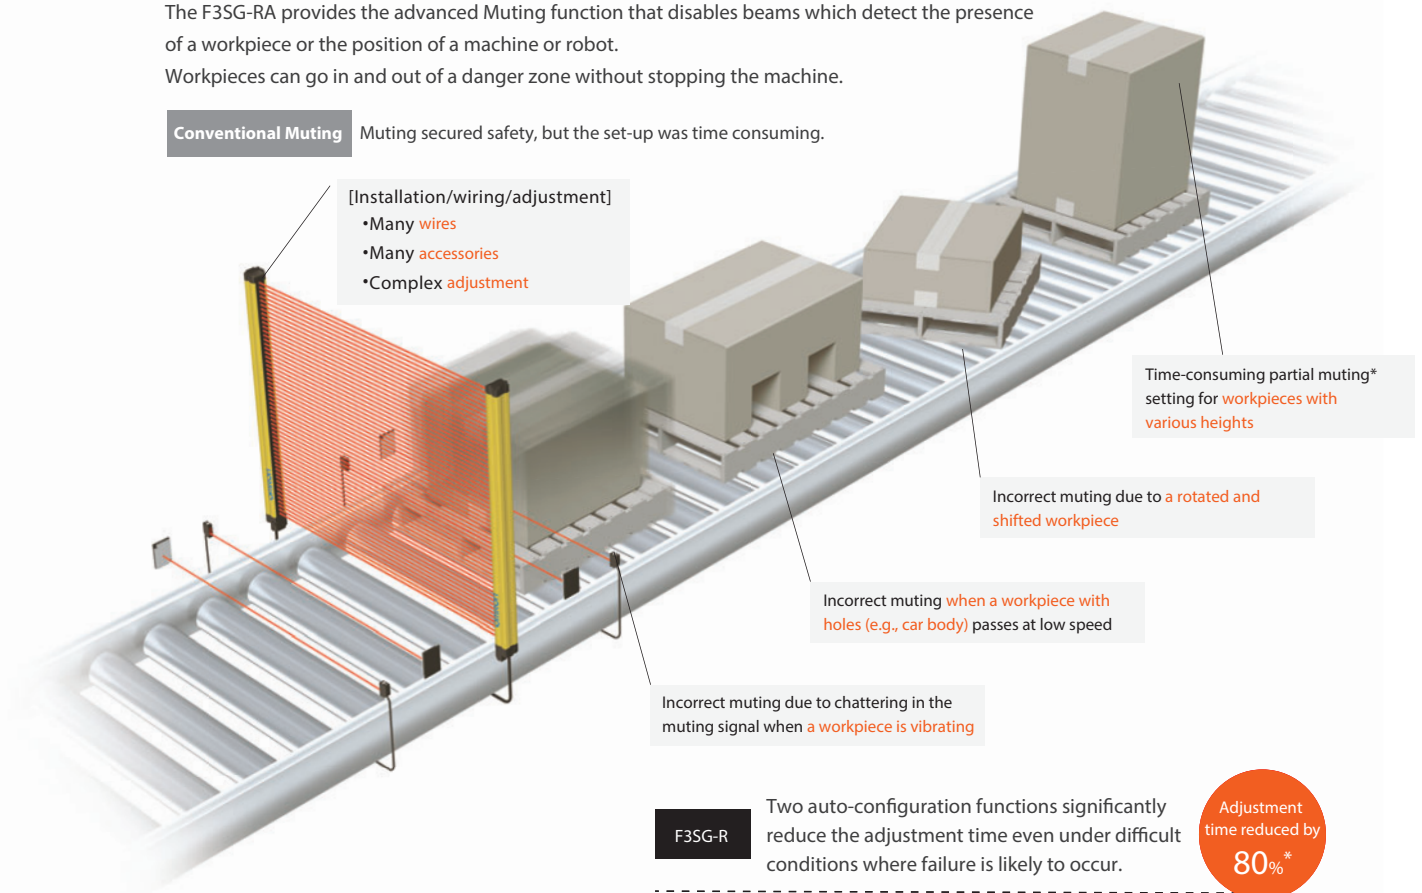 The F3SG-RA provides the advanced Muting function that disables beams which detect the presence
of a workpiece or the position of a machine or robot.
Workpieces can go in and out of a danger zone without stopping the machine.
Conventional Muting Muting secured safety, but the set-up was time consuming.
[Installation/wiring/adjustment]
•Many wires
•Many accessories
•Complex adjustment
Time-consuming partial muting*
setting for workpieces with
various heights
Incorrect muting due to a rotated and
shifted workpiece
Incorrect muting when a workpiece with
holes (e.g., car body) passes at low speed
Incorrect muting due to chattering in the
muting signal when a workpiece is vibrating
F3SG-R
Two auto-configuration functions significantly
reduce the adjustment time even under difficult
conditions where failure is likely to occur.
Adjustment
time reduced by
80%*